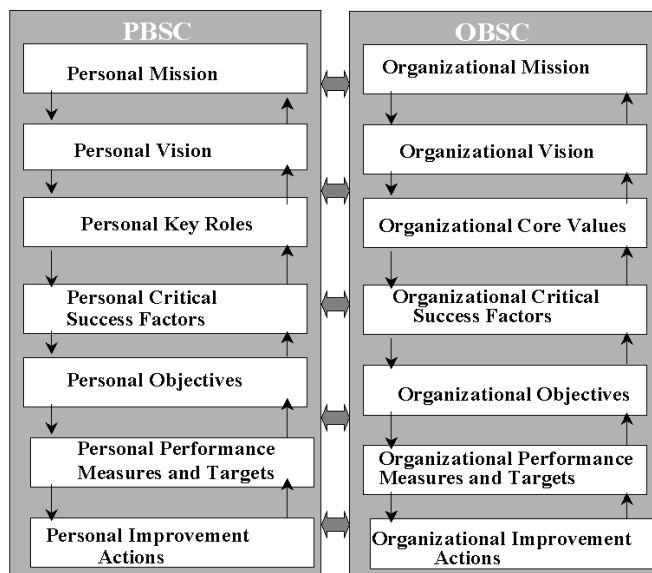 PBSC
Personal Mission
Personal Vision
Personal Key Roles
Personal Critical
Success Factors
Personal Objectives
Personal Performance
Measures and Targets
Personal Improvement
Actions
OBSC
Organizational Mission
Organizational Vision
Organizational Core Values
Organizational Critical
Success Factors
Organizational Objectives
Organizational Performance
Measures and Targets
Organizational Improvement
Actions